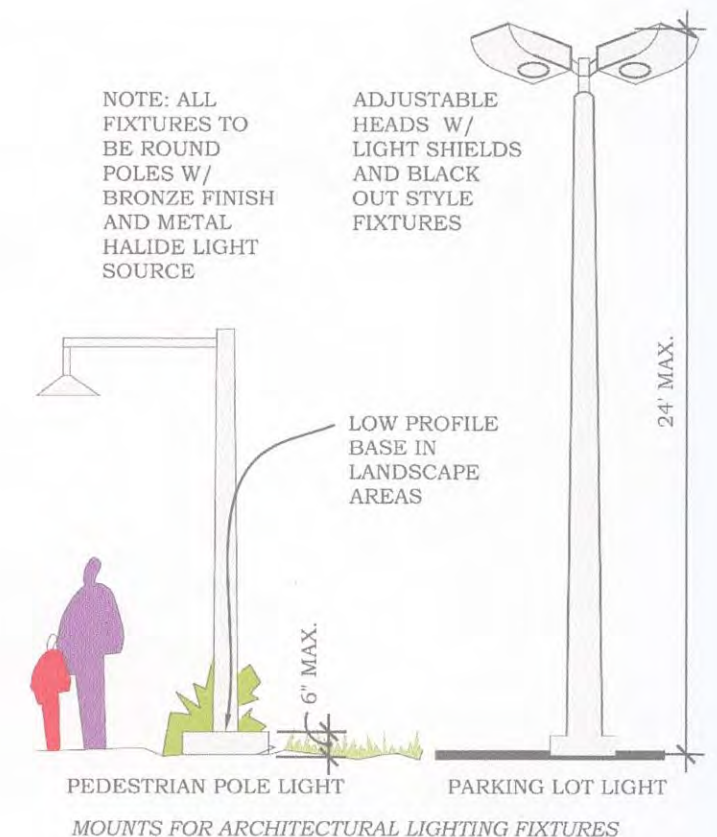 NOTE: ALL
FIXTURES TO
BE ROUND
POLES W/
BRONZE FINISH
AND METAL
HALIDE LIGHT
SOURCE
ADJUSTABLE
HEADS W/
LIGHT SHIELDS
AND BLACK
OUT STYLE
FIXTURES
24' MAX.
LOW PROFILE
BASE IN
LANDSCAPE
AREAS
6" MAX.
PEDESTRIAN POLE LIGHT
PARKING LOT LIGHT
MOUNTS FOR ARCHITECTURAL LIGHTING FIXTURES